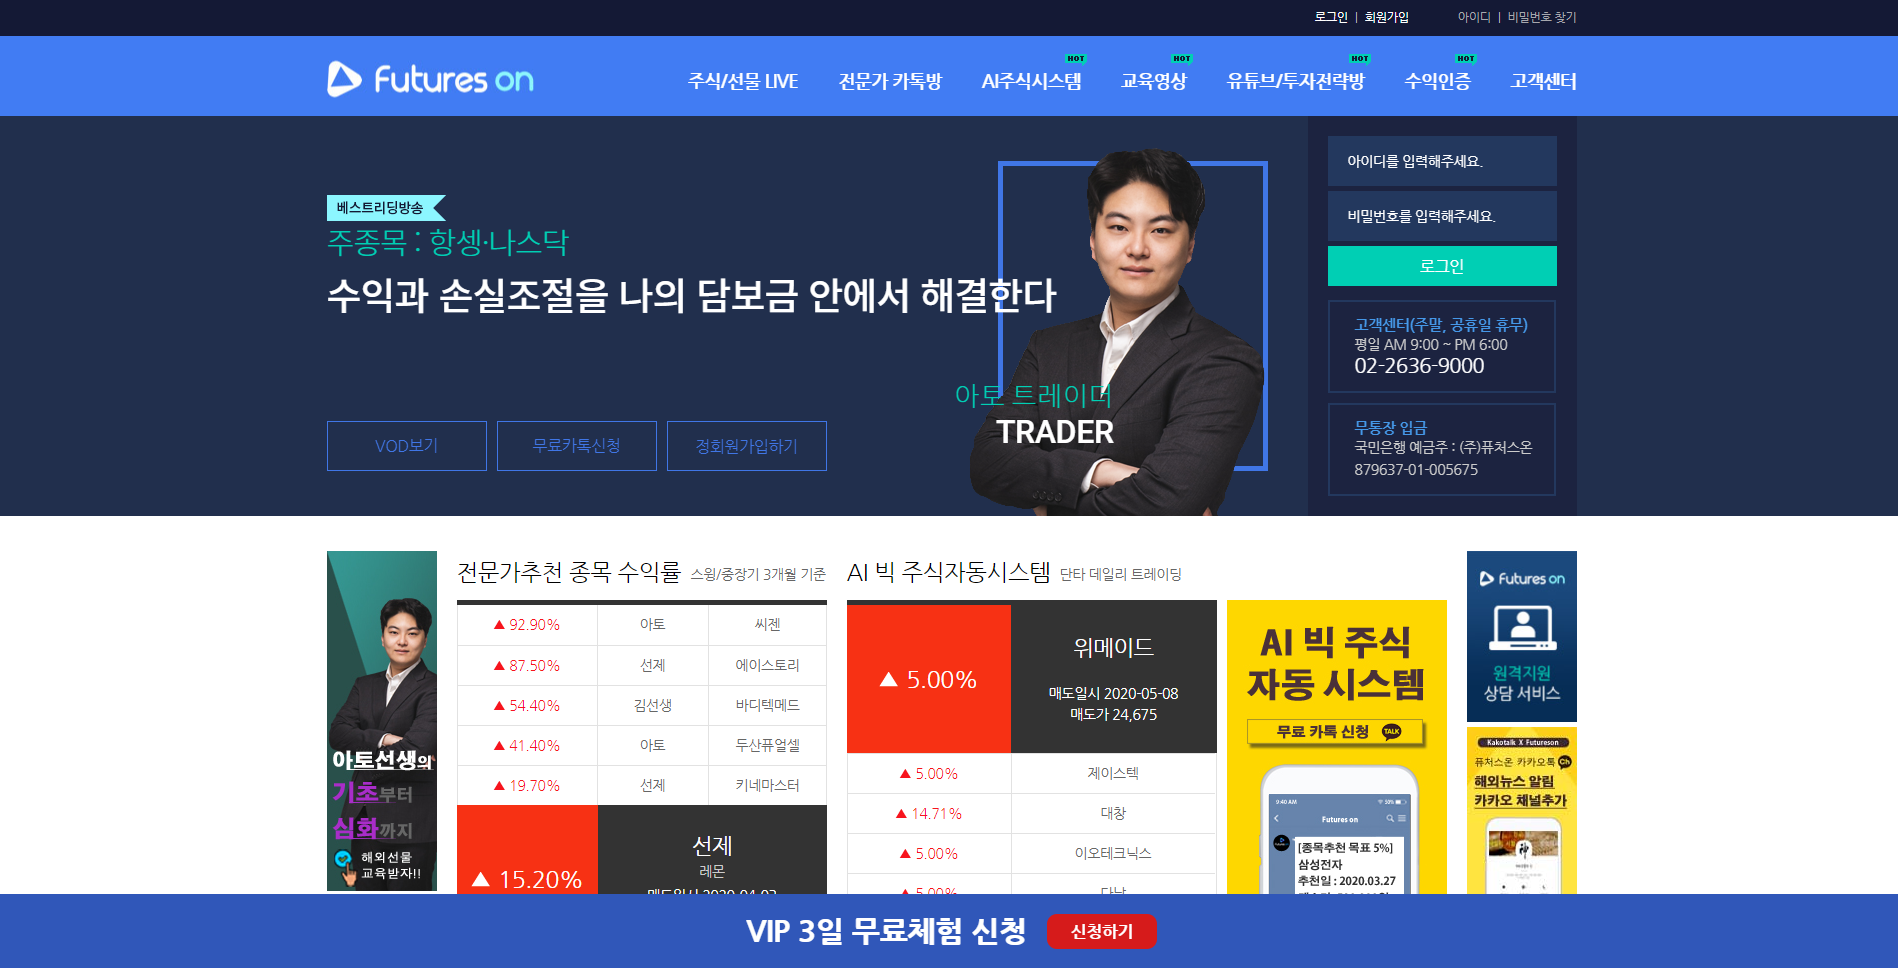 로그인 | 회원가입
아이디 | 비밀번호 찾기
Futures on
주식/선물 LIVE
전문가 카톡방
HOT
AI주식시스템
HOT
교육영상
HOT
유튜브/투자전략방
HOT
수익인증
고객센터
베스트리딩방송
주종목 : 항셍·나스닥
수익과 손실조절을 나의 담보금 안에서 해결한다
아토 트레이더
TRADER
VOD보기
무료카톡신청
정회원가입하기
아이디를 입력해주세요.
비밀번호를 입력해주세요.
로그인
고객센터(주말, 공휴일 휴무)
평일 AM 9:00 ~ PM 6:00
02-2636-9000
무통장 입금
국민은행 예금주 : (주)퓨처스온
879637-01-005675
아토선생의
기초부터
심화까지
해외선물
교육받자!!
전문가추천 종목 수익률 스윙/중장기 3개월 기준
▲ 92.90% 아토 씨젠
▲ 87.50% 선제 에이스토리
▲ 54.40% 김선생 바디텍메드
▲ 41.40% 아토 두산퓨얼셀
▲ 19.70% 선제 키네마스터
▲ 15.20%
선제
레몬
매도일시 2020-04-03
AI 빅 주식자동시스템 단타 데일리 트레이딩
▲ 5.00%
위메이드
매도일시 2020-05-08
매도가 24,675
▲ 5.00% 제이스텍
▲ 14.71% 대창
▲ 5.00% 이오테크닉스
▲ 5.00% 다날
AI 빅 주식
자동 시스템
무료 카톡 신청 TALK
9:40 AM 50%
Futures on
[종목추천 목표 5%]
삼성전자
추천일 : 2020.03.27
Futures on
원격지원
상담 서비스
Kakotalk X Futureson
퓨처스온 카카오톡 Ch
해외뉴스 알림
카카오 채널추가
VIP 3일 무료체험 신청
신청하기